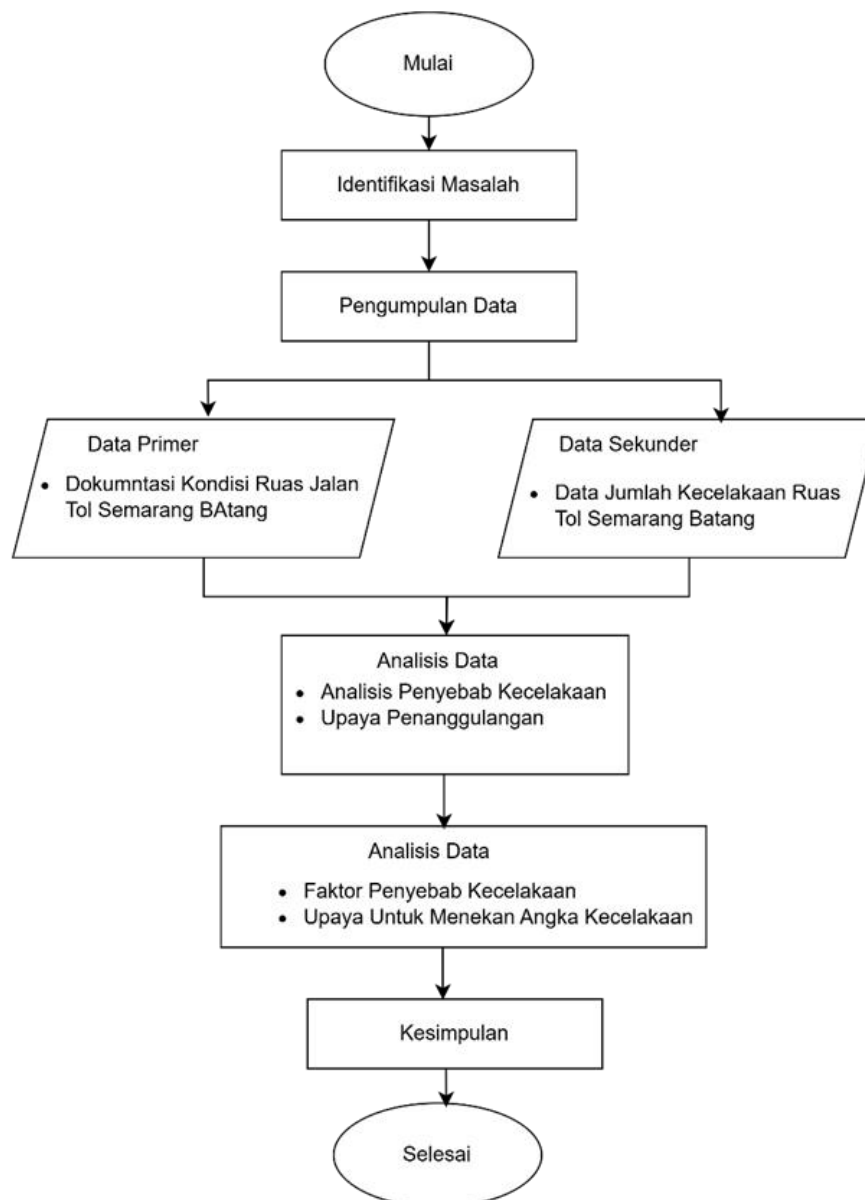 Mulai
Identifikasi Masalah
Pengumpulan Data
Data Primer
• Dokumntasi Kondisi Ruas Jalan
Tol Semarang BAtang
Data Sekunder
• Data Jumlah Kecelakaan Ruas
Tol Semarang Batang
Analisis Data
• Analisis Penyebab Kecelakaan
• Upaya Penanggulangan
Analisis Data
• Faktor Penyebab Kecelakaan
• Upaya Untuk Menekan Angka Kecelakaan
Kesimpulan
Selesai